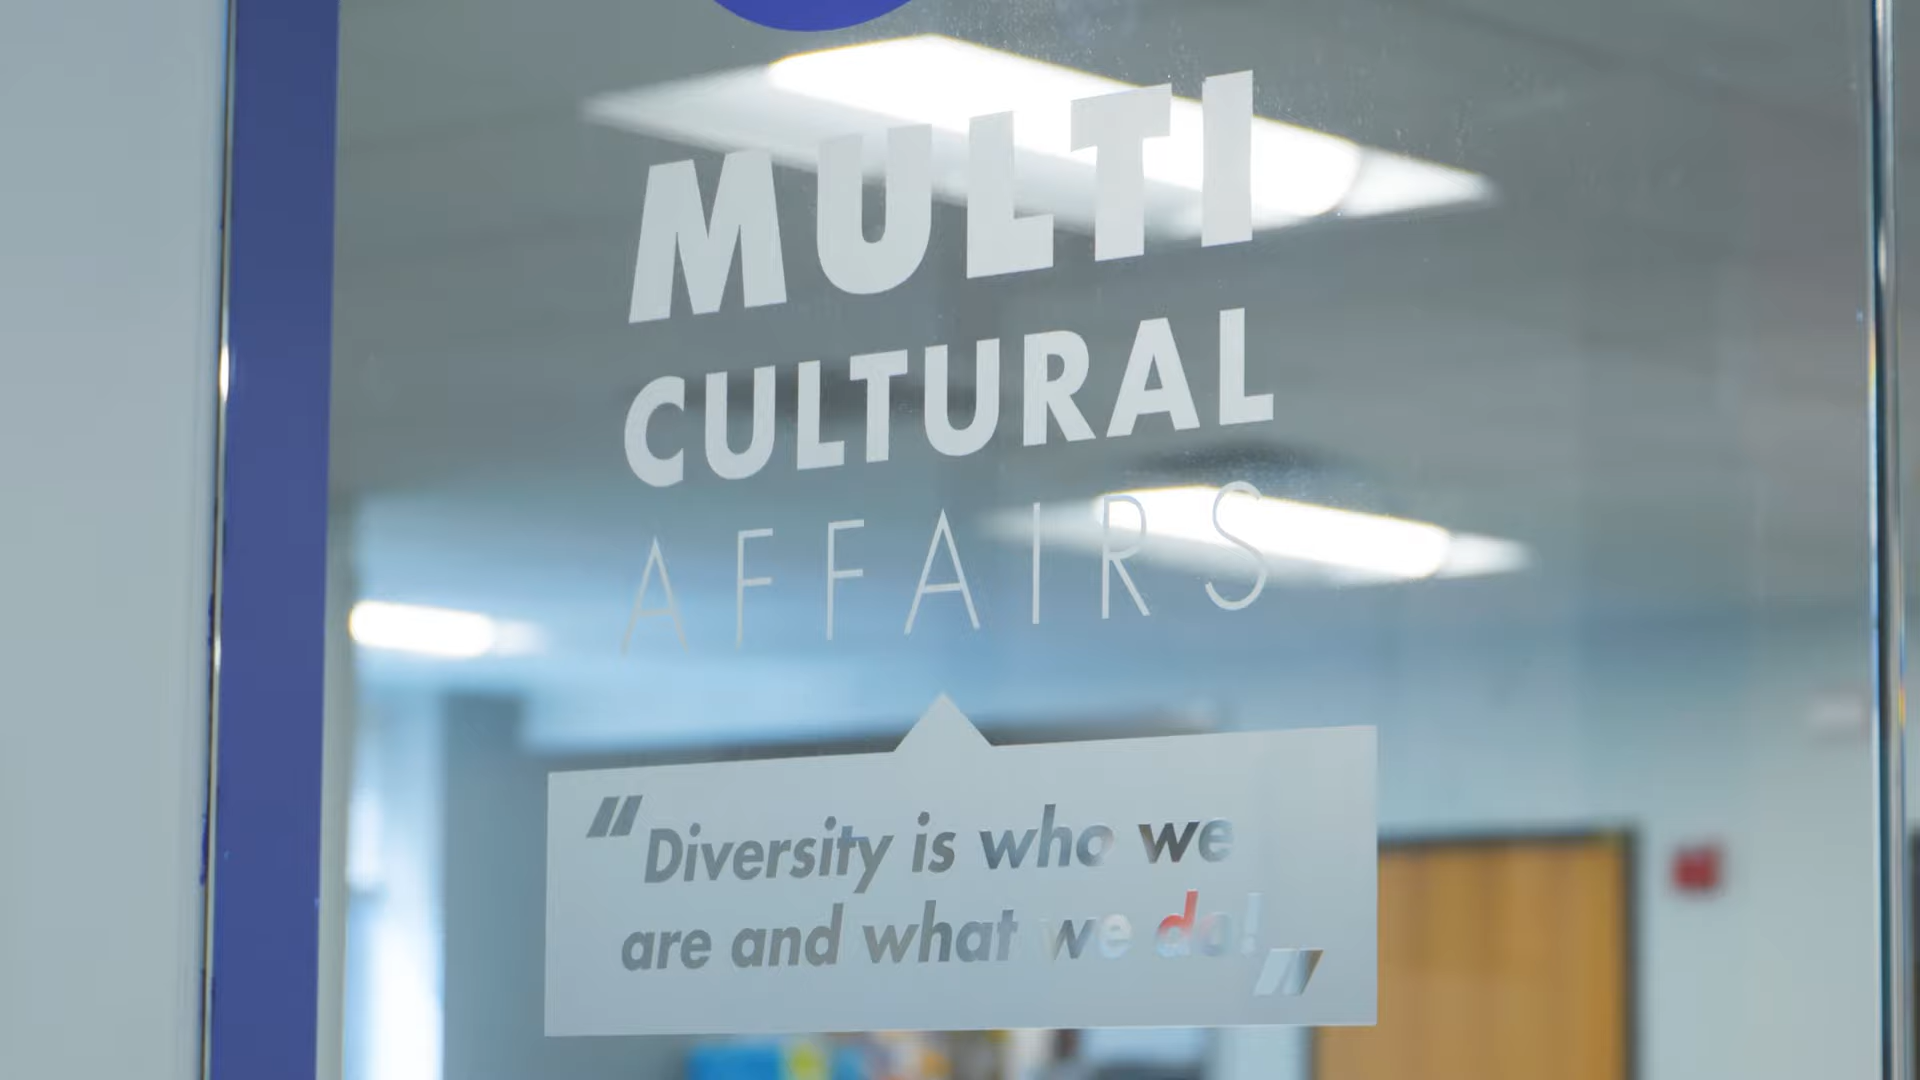 MULTI
CULTURAL
AFFAIRS
"Diversity is who we
are and what we do!"